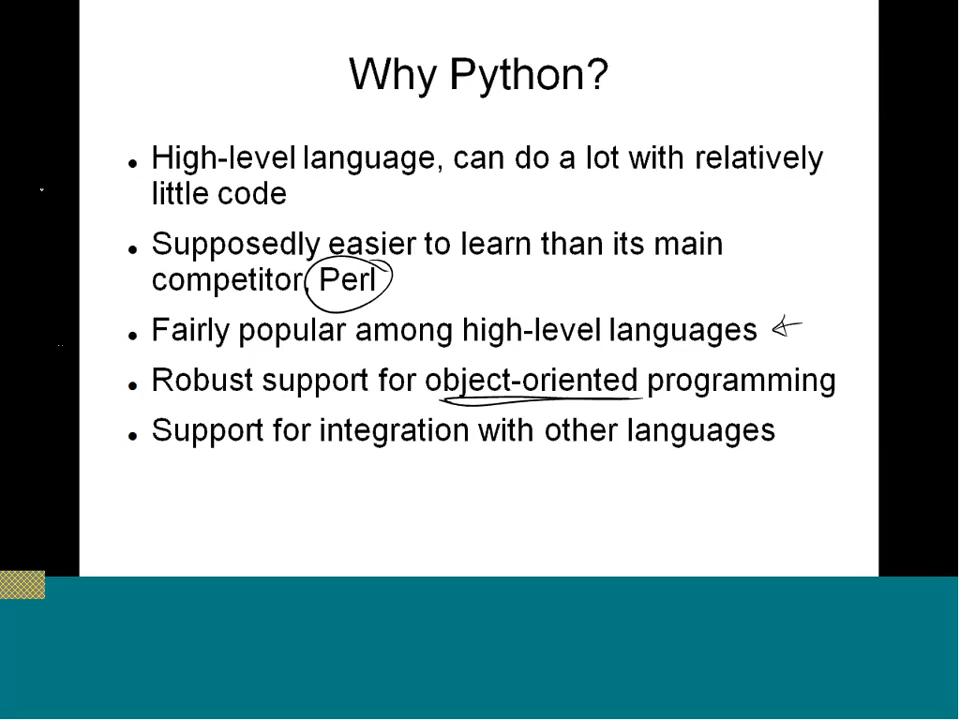 Why Python?
High-level language, can do a lot with relatively
little code
Supposedly easier to learn than its main
competitor, Perl
Fairly popular among high-level languages
Robust support for object-oriented programming
Support for integration with other languages